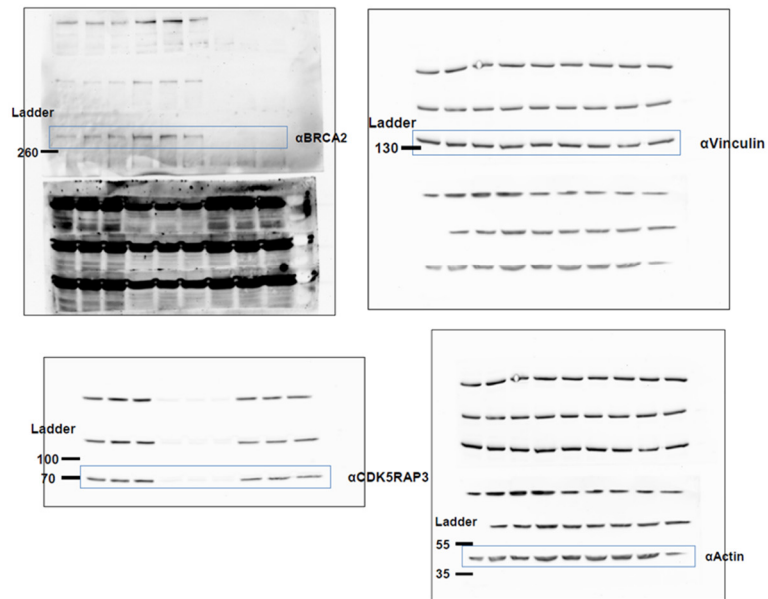 Ladder
260
αBRCA2
Ladder
130
αVinculin
Ladder
100
70
αCDK5RAP3
Ladder
55
35
αActin